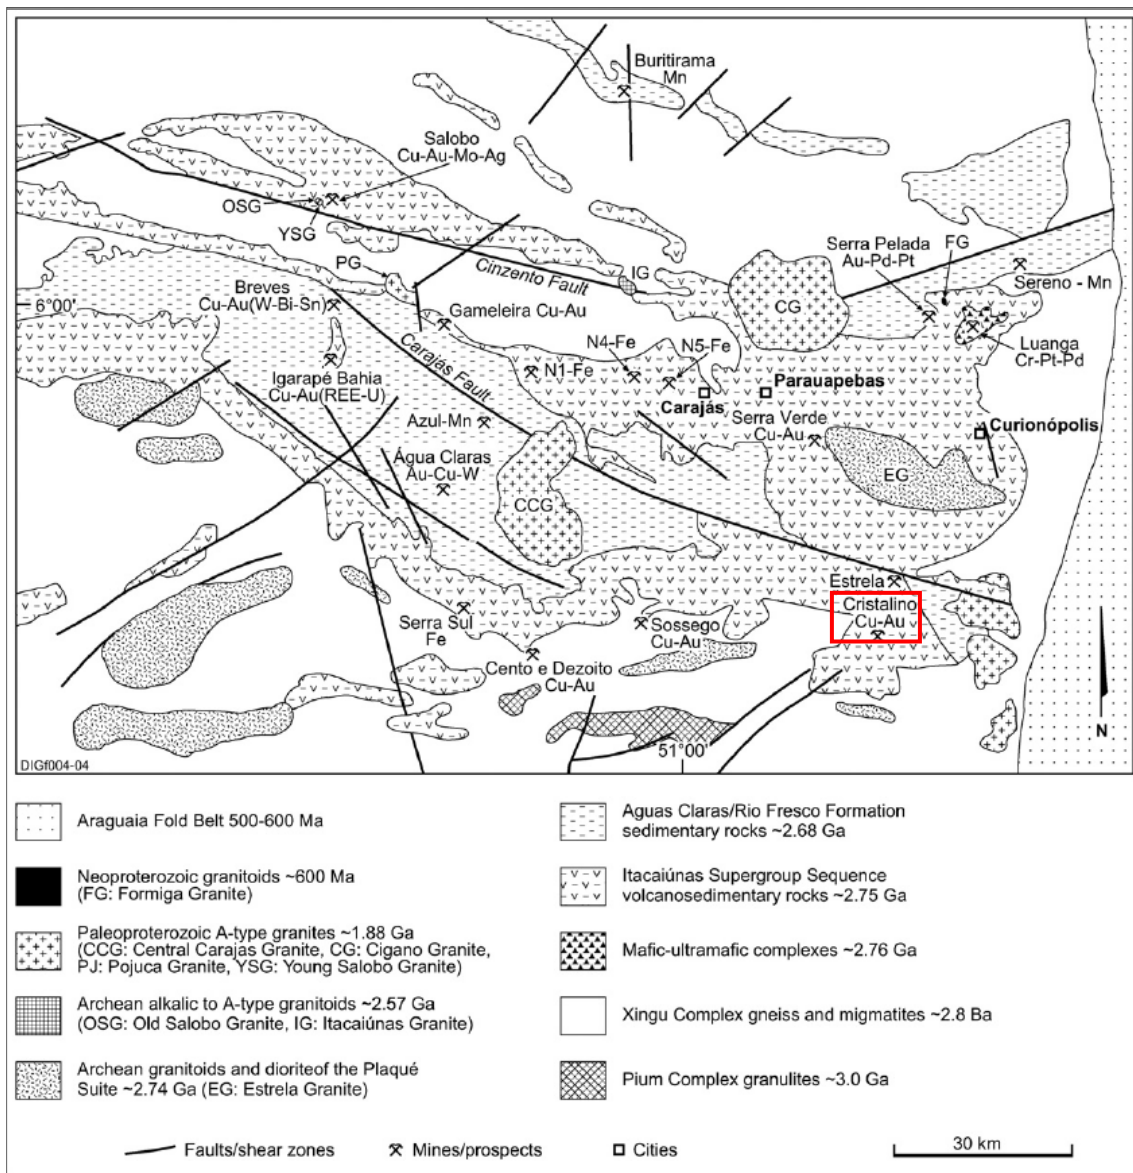 Buritirama
Mn
Salobo
Cu-Au-Mo-Ag
OSG
YSG
PG
Cinzento Fault
IG
Serra Pelada
Au-Pd-Pt
FG
Sereno - Mn
6°00'
Breves
Cu-Au(W-Bi-Sn)
Gameleira Cu-Au
CG
Luanga
Cr-Pt-Pd
Carajás Fault
N4-Fe
N5-Fe
N1-Fe
Igarapé Bahia
Cu-Au(REE-U)
Parauapebas
Carajás
Azul-Mn
Serra Verde
Cu-Au
Curionópolis
Água Claras
Au-Cu-W
CCG
EG
Estrela
Cristalino
Cu-Au
Serra Sul
Fe
Sossego
Cu-Au
Cento e Dezoito
Cu-Au
51°00'
N
DIGf004-04
Araguaia Fold Belt 500-600 Ma
Neoproterozoic granitoids ~600 Ma
(FG: Formiga Granite)
Paleoproterozoic A-type granites ~1.88 Ga
(CCG: Central Carajas Granite, CG: Cigano Granite,
PJ: Pojuca Granite, YSG: Young Salobo Granite)
Archean alkalic to A-type granitoids ~2.57 Ga
(OSG: Old Salobo Granite, IG: Itacaiúnas Granite)
Archean granitoids and dioriteof the Plaqué
Suite ~2.74 Ga (EG: Estrela Granite)
Aguas Claras/Rio Fresco Formation
sedimentary rocks ~2.68 Ga
Itacaiúnas Supergroup Sequence
volcanosedimentary rocks ~2.75 Ga
Mafic-ultramafic complexes ~2.76 Ga
Xingu Complex gneiss and migmatites ~2.8 Ba
Pium Complex granulites ~3.0 Ga
Faults/shear zones
Mines/prospects
Cities
30 km